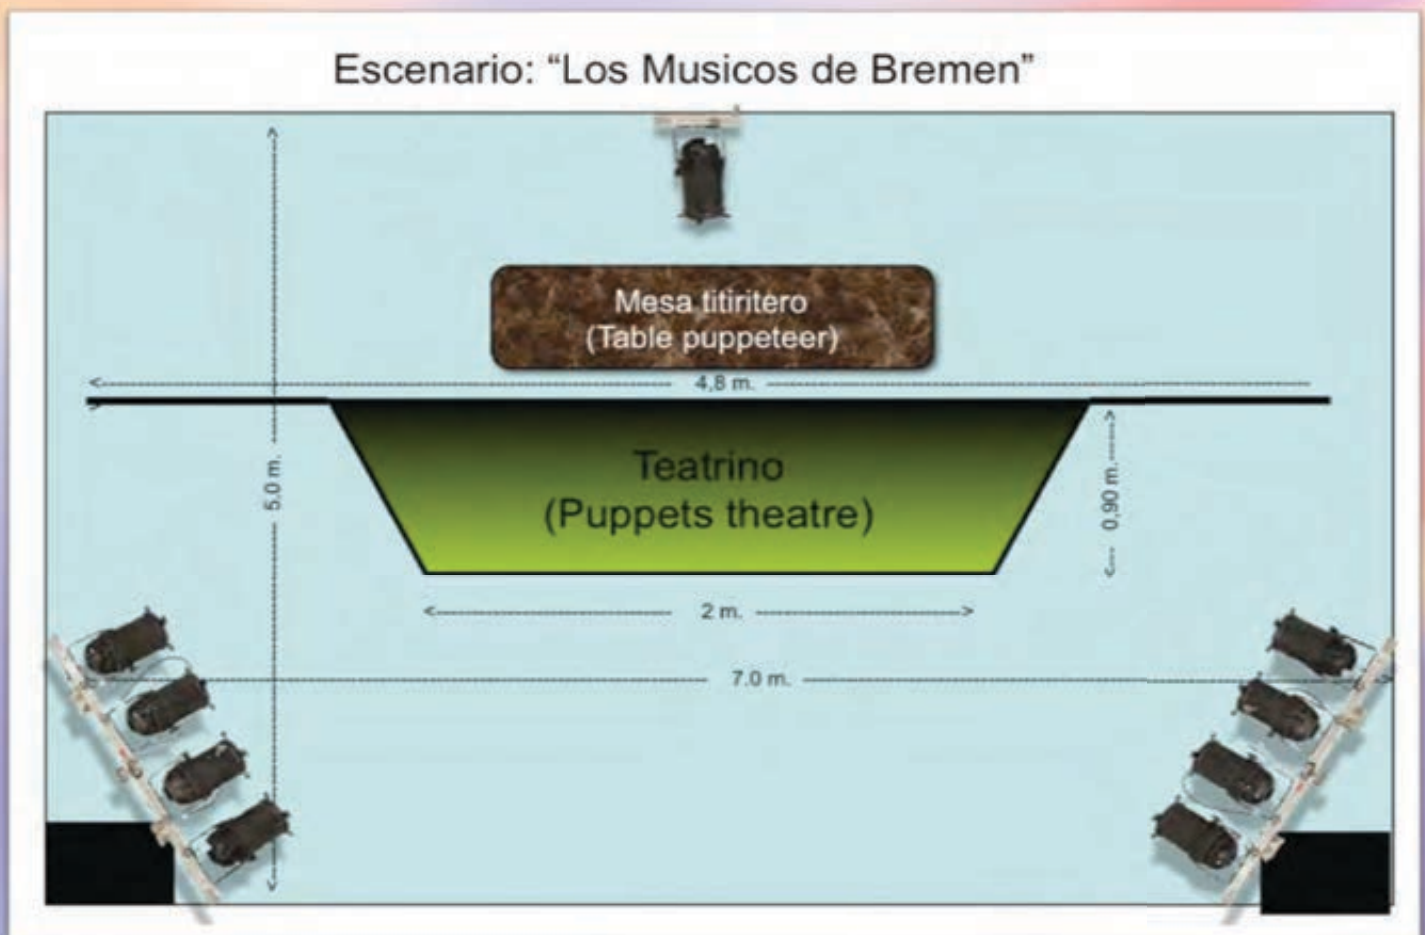 Escenario: “Los Musicos de Bremen”
Mesa titiritero
(Table puppeteer)
4,8 m.
Teatrino
(Puppets theatre)
5.0 m.
0,90 m.
2 m.
7.0 m.